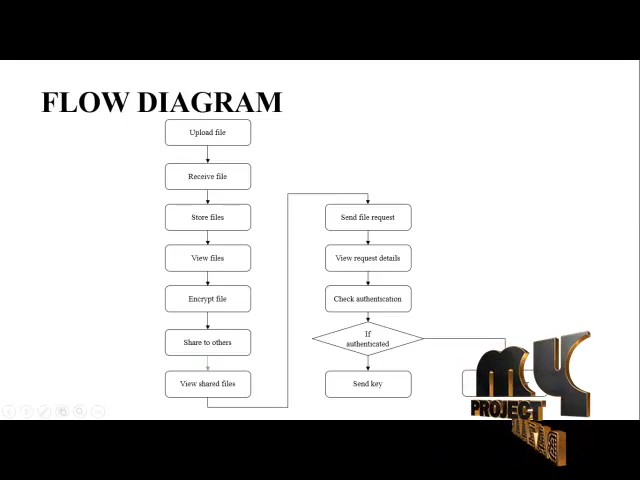 FLOW DIAGRAM
Upload file
Receive file
Store files
View files
Encrypt file
Share to others
View shared files
Send file request
View request details
Check authentication
If
authenticated
Send key
MY
PROJECT